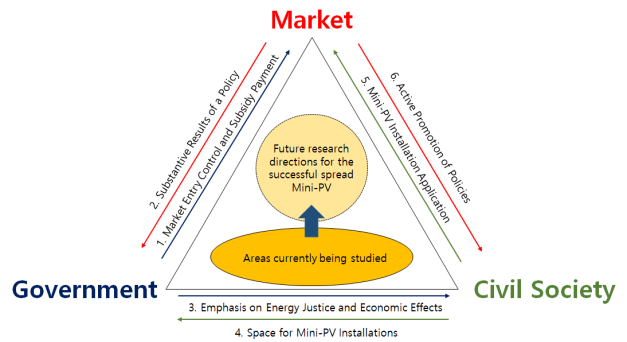 Market
2. Substantive Results of a Policy
1. Market Entry Control and Subsidy Payment
6. Active Promotion of Policies
5. Mini-PV Installation Application
Future research
directions for the
successful spread
Mini-PV
Areas currently being studied
Government
Civil Society
3. Emphasis on Energy Justice and Economic Effects
4. Space for Mini-PV Installations